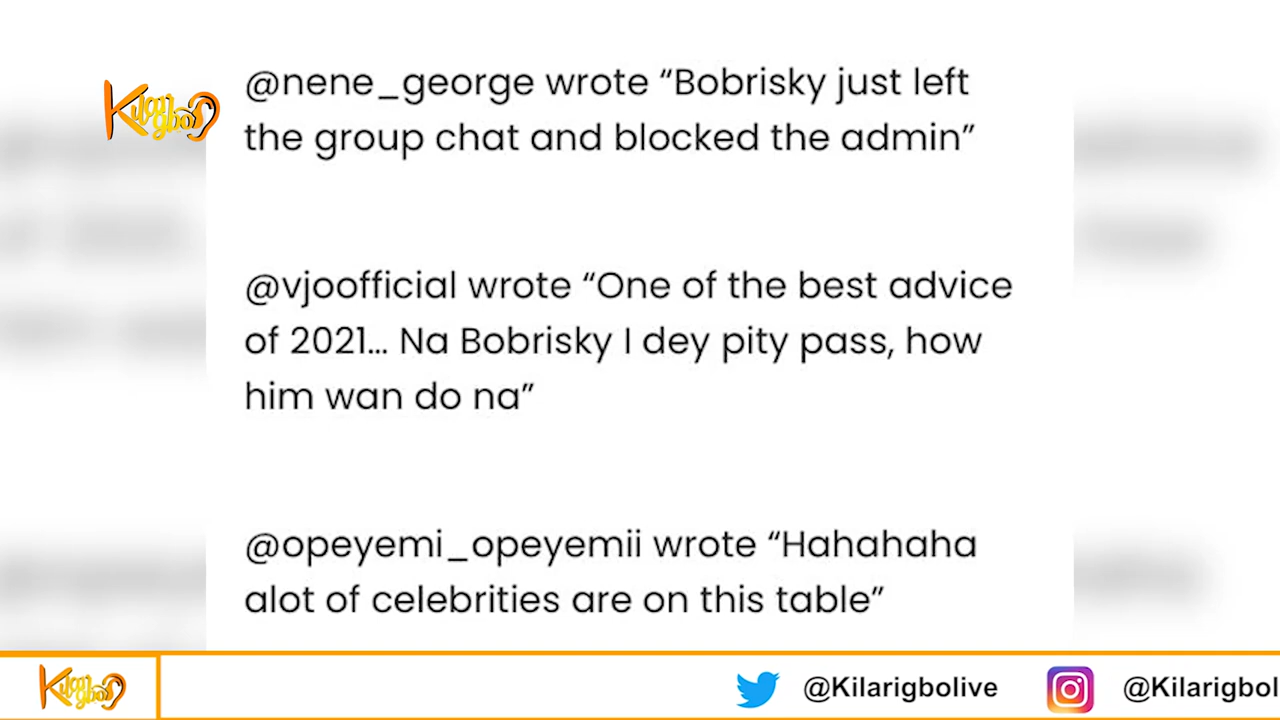 Kilarigbo
@nene_george wrote “Bobrisky just left
the group chat and blocked the admin”
@vjoofficial wrote “One of the best advice
of 2021... Na Bobrisky I dey pity pass, how
him wan do na”
@opeyemi_opeyemii wrote “Hahahaha
alot of celebrities are on this table”
Kilarigbo
@Kilarigbolive
@Kilarigbol